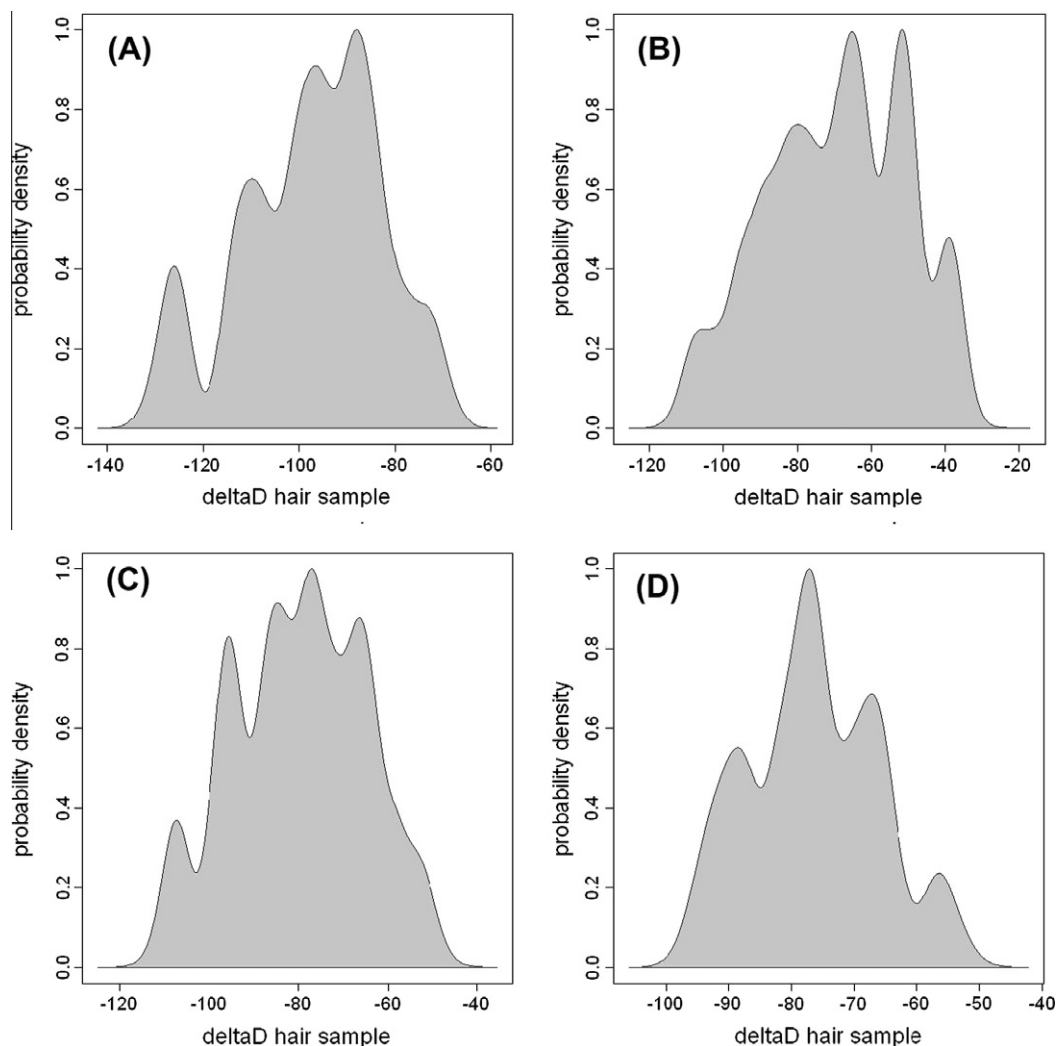 (A)
probability density
1.0
0.8
0.6
0.4
0.2
0.0
-140 -120 -100 -80 -60
deltaD hair sample
(B)
probability density
1.0
0.8
0.6
0.4
0.2
0.0
-120 -100 -80 -60 -40 -20
deltaD hair sample
(C)
probability density
1.0
0.8
0.6
0.4
0.2
0.0
-120 -100 -80 -60 -40
deltaD hair sample
(D)
probability density
1.0
0.8
0.6
0.4
0.2
0.0
-100 -90 -80 -70 -60 -50 -40
deltaD hair sample